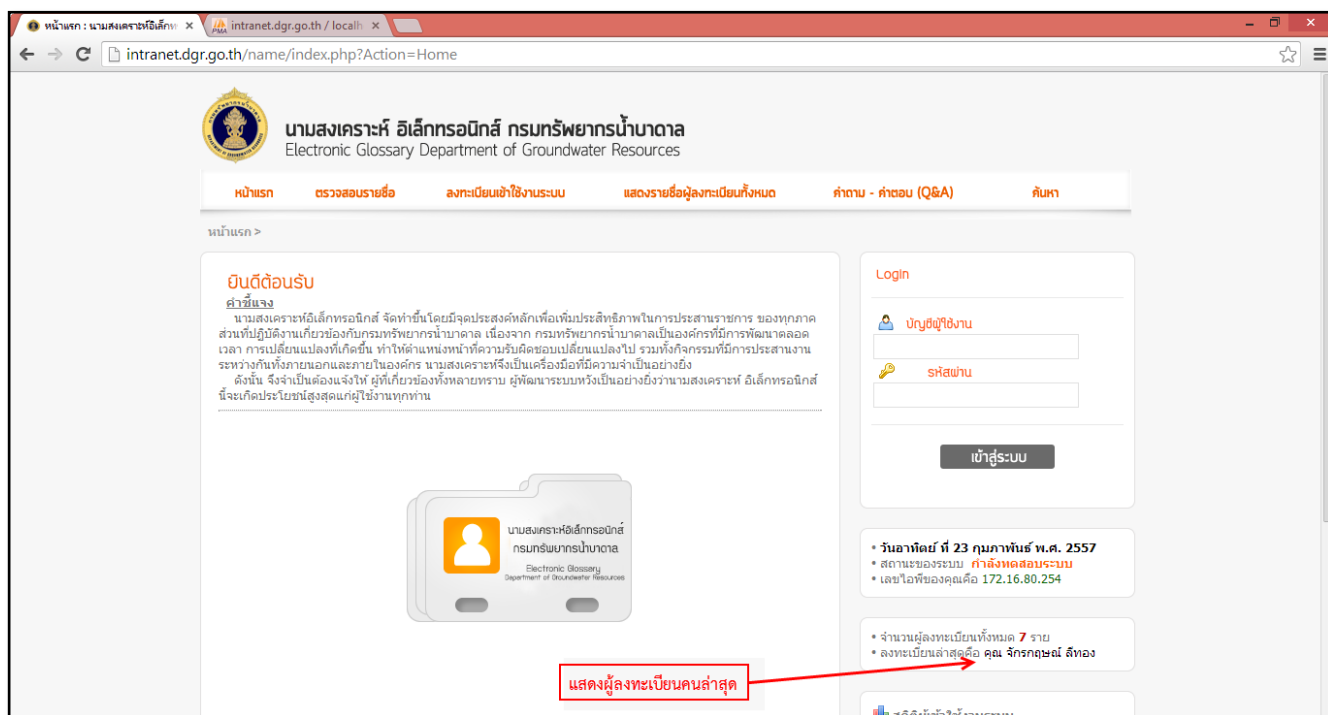 หน้าแรก : นามสงเคราะห์อิเล็กท
intranet.dgr.go.th / localh
intranet.dgr.go.th/name/index.php?Action=Home
นามสงเคราะห์ อิเล็กทรอนิกส์ กรมทรัพยากรน้ำบาดาล
Electronic Glossary Department of Groundwater Resources
หน้าแรก ตรวจสอบรายชื่อ ลงทะเบียนเข้าใช้งานระบบ แสดงรายชื่อผู้ลงทะเบียนทั้งหมด คำถาม - คำตอบ (Q&A) ค้นหา
หน้าแรก >
ยินดีต้อนรับ
คำชี้แจง
นามสงเคราะห์อิเล็กทรอนิกส์ จัดทำขึ้นโดยมีจุดประสงค์หลักเพื่อเพิ่มประสิทธิภาพในการประสานราชการ ของทุกภาค
ส่วนที่ปฏิบัติงานเกี่ยวข้องกับกรมทรัพยากรน้ำบาดาล เนื่องจาก กรมทรัพยากรน้ำบาดาลเป็นองค์กรที่มีการพัฒนาตลอด
เวลา การเปลี่ยนแปลงที่เกิดขึ้น ทำให้ตำแหน่งหน้าที่ความรับผิดชอบเปลี่ยนแปลงไป รวมทั้งกิจกรรมที่มีการประสานงาน
ระหว่างกันทั้งภายนอกและภายในองค์กร นามสงเคราะห์จึงเป็นเครื่องมือที่มีความจำเป็นอย่างยิ่ง
ดังนั้น จึงจำเป็นต้องแจ้งให้ ผู้ที่เกี่ยวข้องทั้งหลายทราบ ผู้พัฒนาระบบหวังเป็นอย่างยิ่งว่านามสงเคราะห์ อิเล็กทรอนิกส์
นี้จะเกิดประโยชน์สูงสุดแก่ผู้ใช้งานทุกท่าน
นามสงเคราะห์อิเล็กทรอนิกส์
กรมทรัพยากรน้ำบาดาล
Electronic Glossary
Department of Groundwater Resources
แสดงผู้ลงทะเบียนคนล่าสุด
Login
บัญชีผู้ใช้งาน
รหัสผ่าน
เข้าสู่ระบบ
• วันอาทิตย์ ที่ 23 กุมภาพันธ์ พ.ศ. 2557
• สถานะของระบบ กำลังทดสอบระบบ
• เลขไอพีของคุณคือ 172.16.80.254
• จำนวนผู้ลงทะเบียนทั้งหมด 7 ราย
• ลงทะเบียนล่าสุดคือ คุณ จักรกฤษณ์ ลีทอง